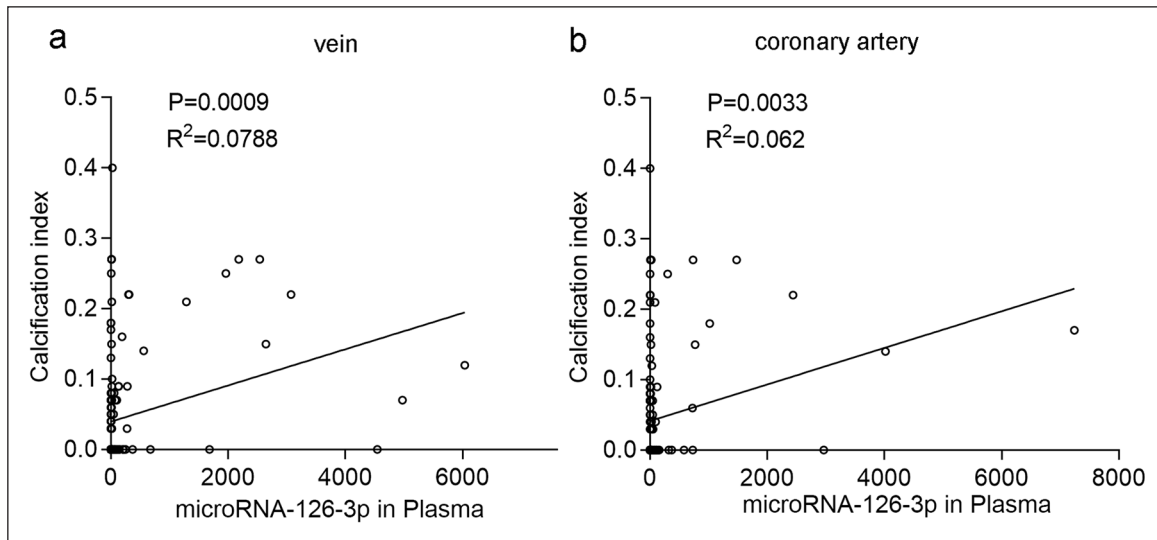 a
vein
P=0.0009
R²=0.0788
0.5
0.4
0.3
0.2
0.1
0.0
Calcification index
0 2000 4000 6000
microRNA-126-3p in Plasma
b
coronary artery
P=0.0033
R²=0.062
0.5
0.4
0.3
0.2
0.1
0.0
Calcification index
0 2000 4000 6000 8000
microRNA-126-3p in Plasma